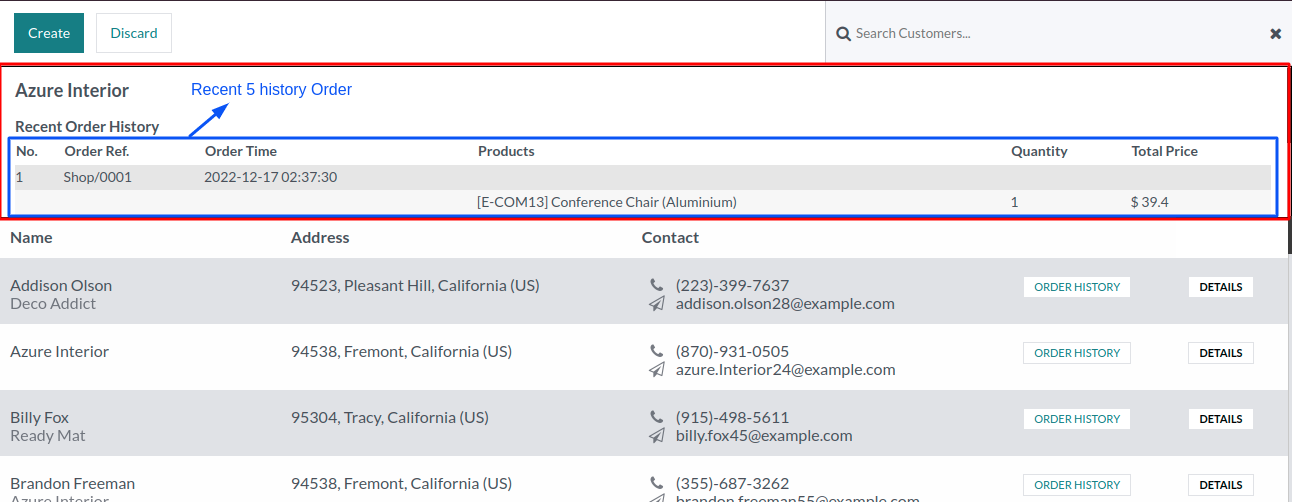 Create Discard Search Customers...
Azure Interior Recent 5 history Order
Recent Order History
No. Order Ref. Order Time Products Quantity Total Price
1 Shop/0001 2022-12-17 02:37:30
[E-COM13] Conference Chair (Aluminium) 1 $ 39.4
Name Address Contact
Addison Olson 94523, Pleasant Hill, California (US) (223)-399-7637 ORDER HISTORY DETAILS
Deco Addict addison.olson28@example.com
Azure Interior 94538, Fremont, California (US) (870)-931-0505 ORDER HISTORY DETAILS
azure.Interior24@example.com
Billy Fox 95304, Tracy, California (US) (915)-498-5611 ORDER HISTORY DETAILS
Ready Mat billy.fox45@example.com
Brandon Freeman 94538, Fremont, California (US) (355)-687-3262 ORDER HISTORY DETAILS
Azure Interior brandon.freeman55@example.com